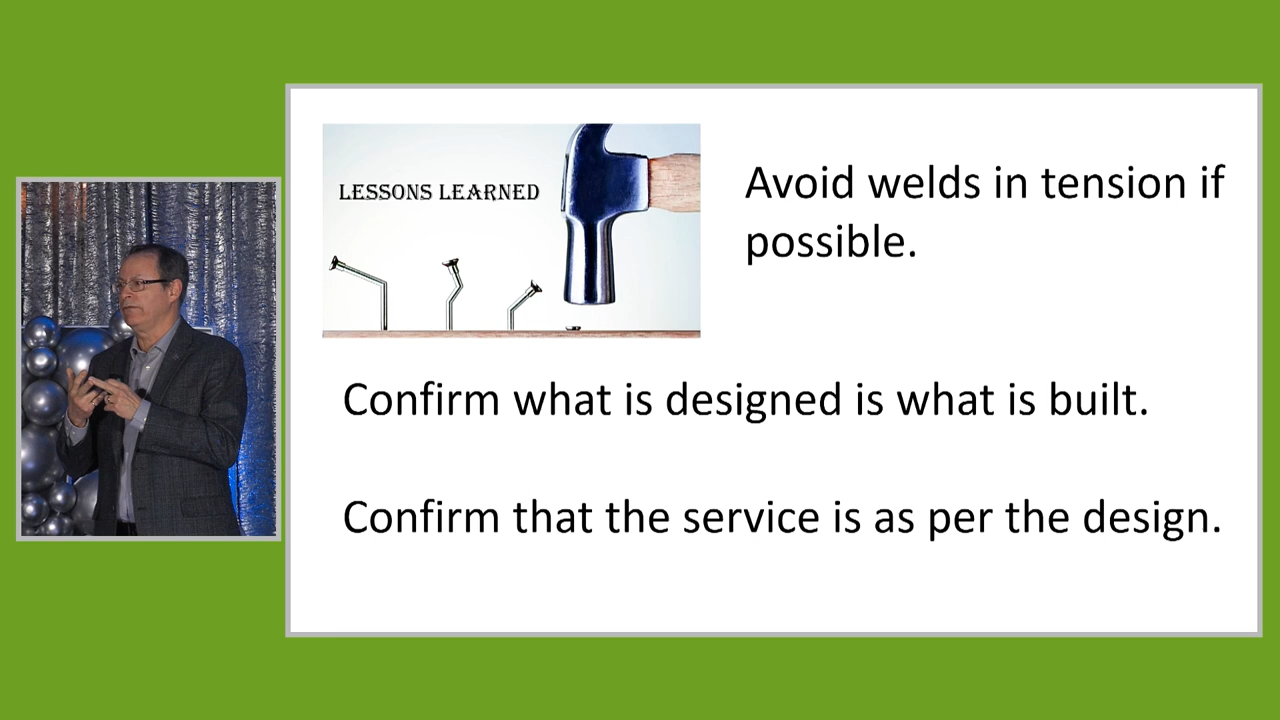 LESSONS LEARNED
Avoid welds in tension if
possible.
Confirm what is designed is what is built.
Confirm that the service is as per the design.